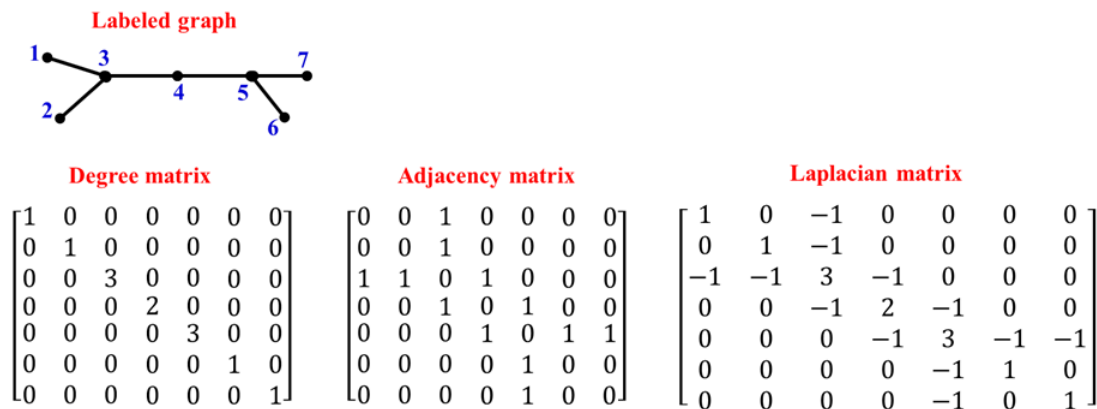 Labeled graph
1 3 7
2 4 5 6
Degree matrix
1 0 0 0 0 0 0
0 1 0 0 0 0 0
0 0 3 0 0 0 0
0 0 0 2 0 0 0
0 0 0 0 3 0 0
0 0 0 0 0 1 0
0 0 0 0 0 0 1
Adjacency matrix
0 0 1 0 0 0 0
0 0 1 0 0 0 0
1 1 0 1 0 0 0
0 0 1 0 1 0 0
0 0 0 1 0 1 1
0 0 0 0 1 0 0
0 0 0 0 1 0 0
Laplacian matrix
1 0 −1 0 0 0 0
0 1 −1 0 0 0 0
−1 −1 3 −1 0 0 0
0 0 −1 2 −1 0 0
0 0 0 −1 3 −1 −1
0 0 0 0 −1 1 0
0 0 0 0 −1 0 1